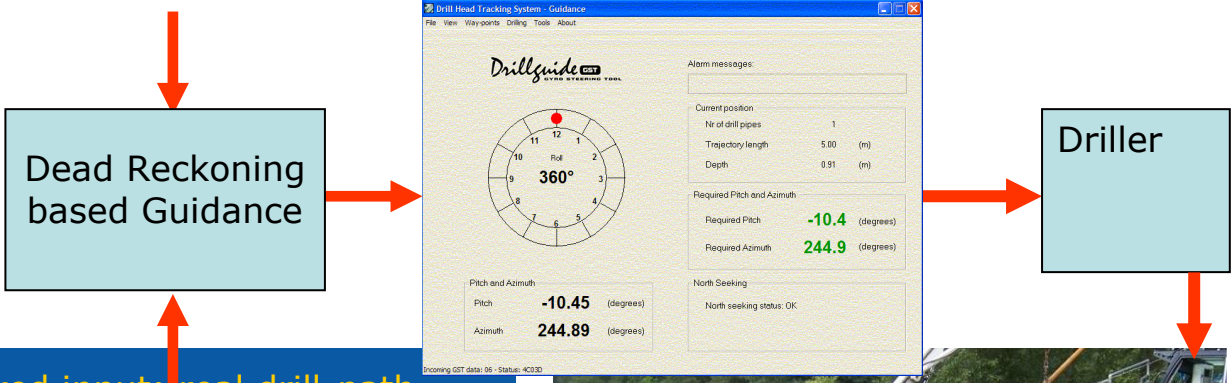 Dead Reckoning
based Guidance
Drill Head Tracking System - Guidance
File View Way-points Drilling Tools About
Drillguide GST
GYRO STEERING TOOL
12
1
2
3
4
5
6
7
8
9
10
11
Roll
360°
Pitch and Azimuth
Pitch -10.45 (degrees)
Azimuth 244.89 (degrees)
Alarm messages:
Current position
Nr of drill pipes 1
Trajectory length 5.00 (m)
Depth 0.91 (m)
Required Pitch and Azimuth
Required Pitch -10.4 (degrees)
Required Azimuth 244.9 (degrees)
North Seeking
North seeking status: OK
Incoming GST data: 06 - Status: 4C03D
Driller